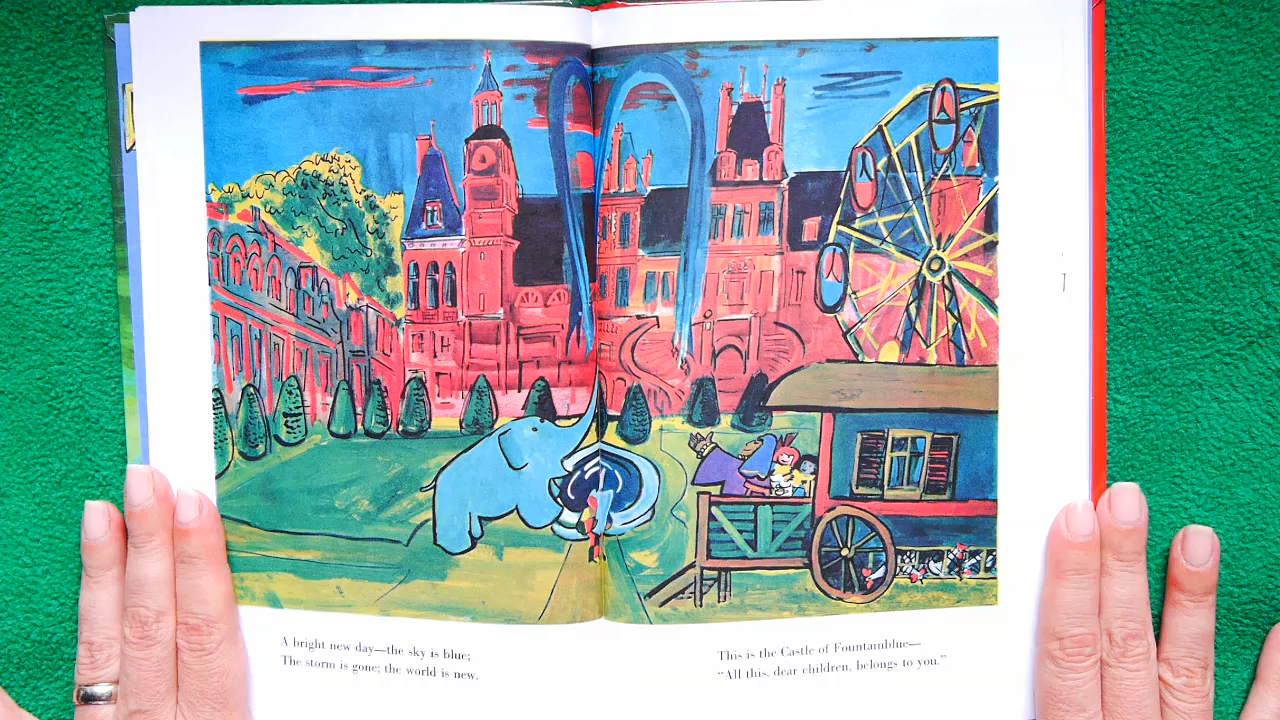 A bright new day—the sky is blue;
The storm is gone; the world is new.
This is the Castle of Fountainblue—
“All this, dear children, belongs to you.”